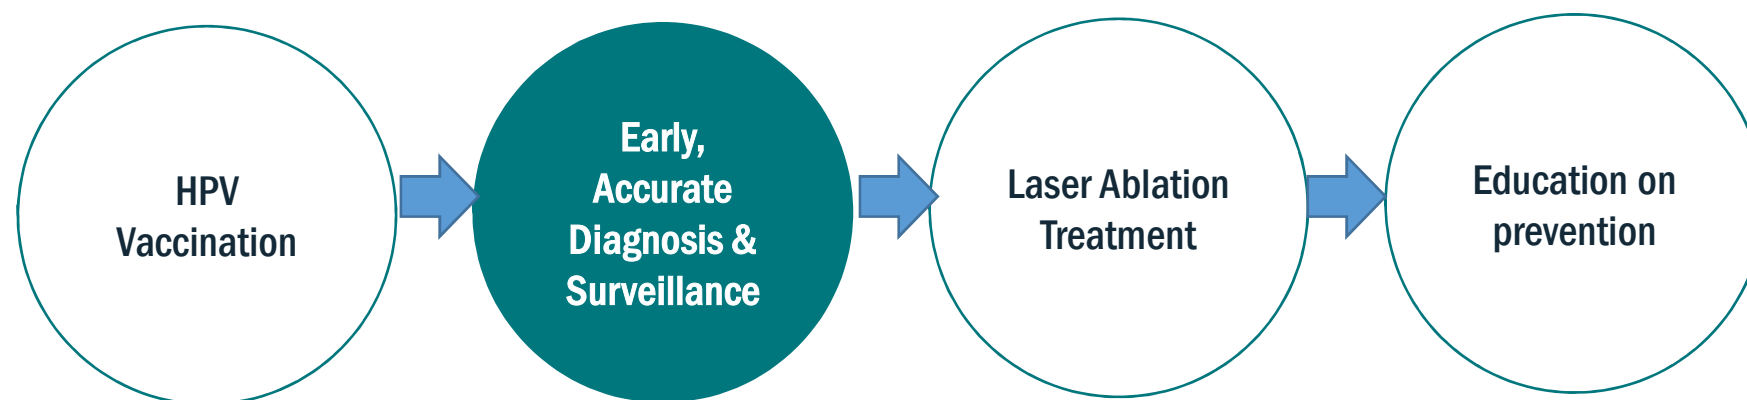 HPV
Vaccination
Early,
Accurate
Diagnosis &
Surveillance
Laser Ablation
Treatment
Education on
prevention